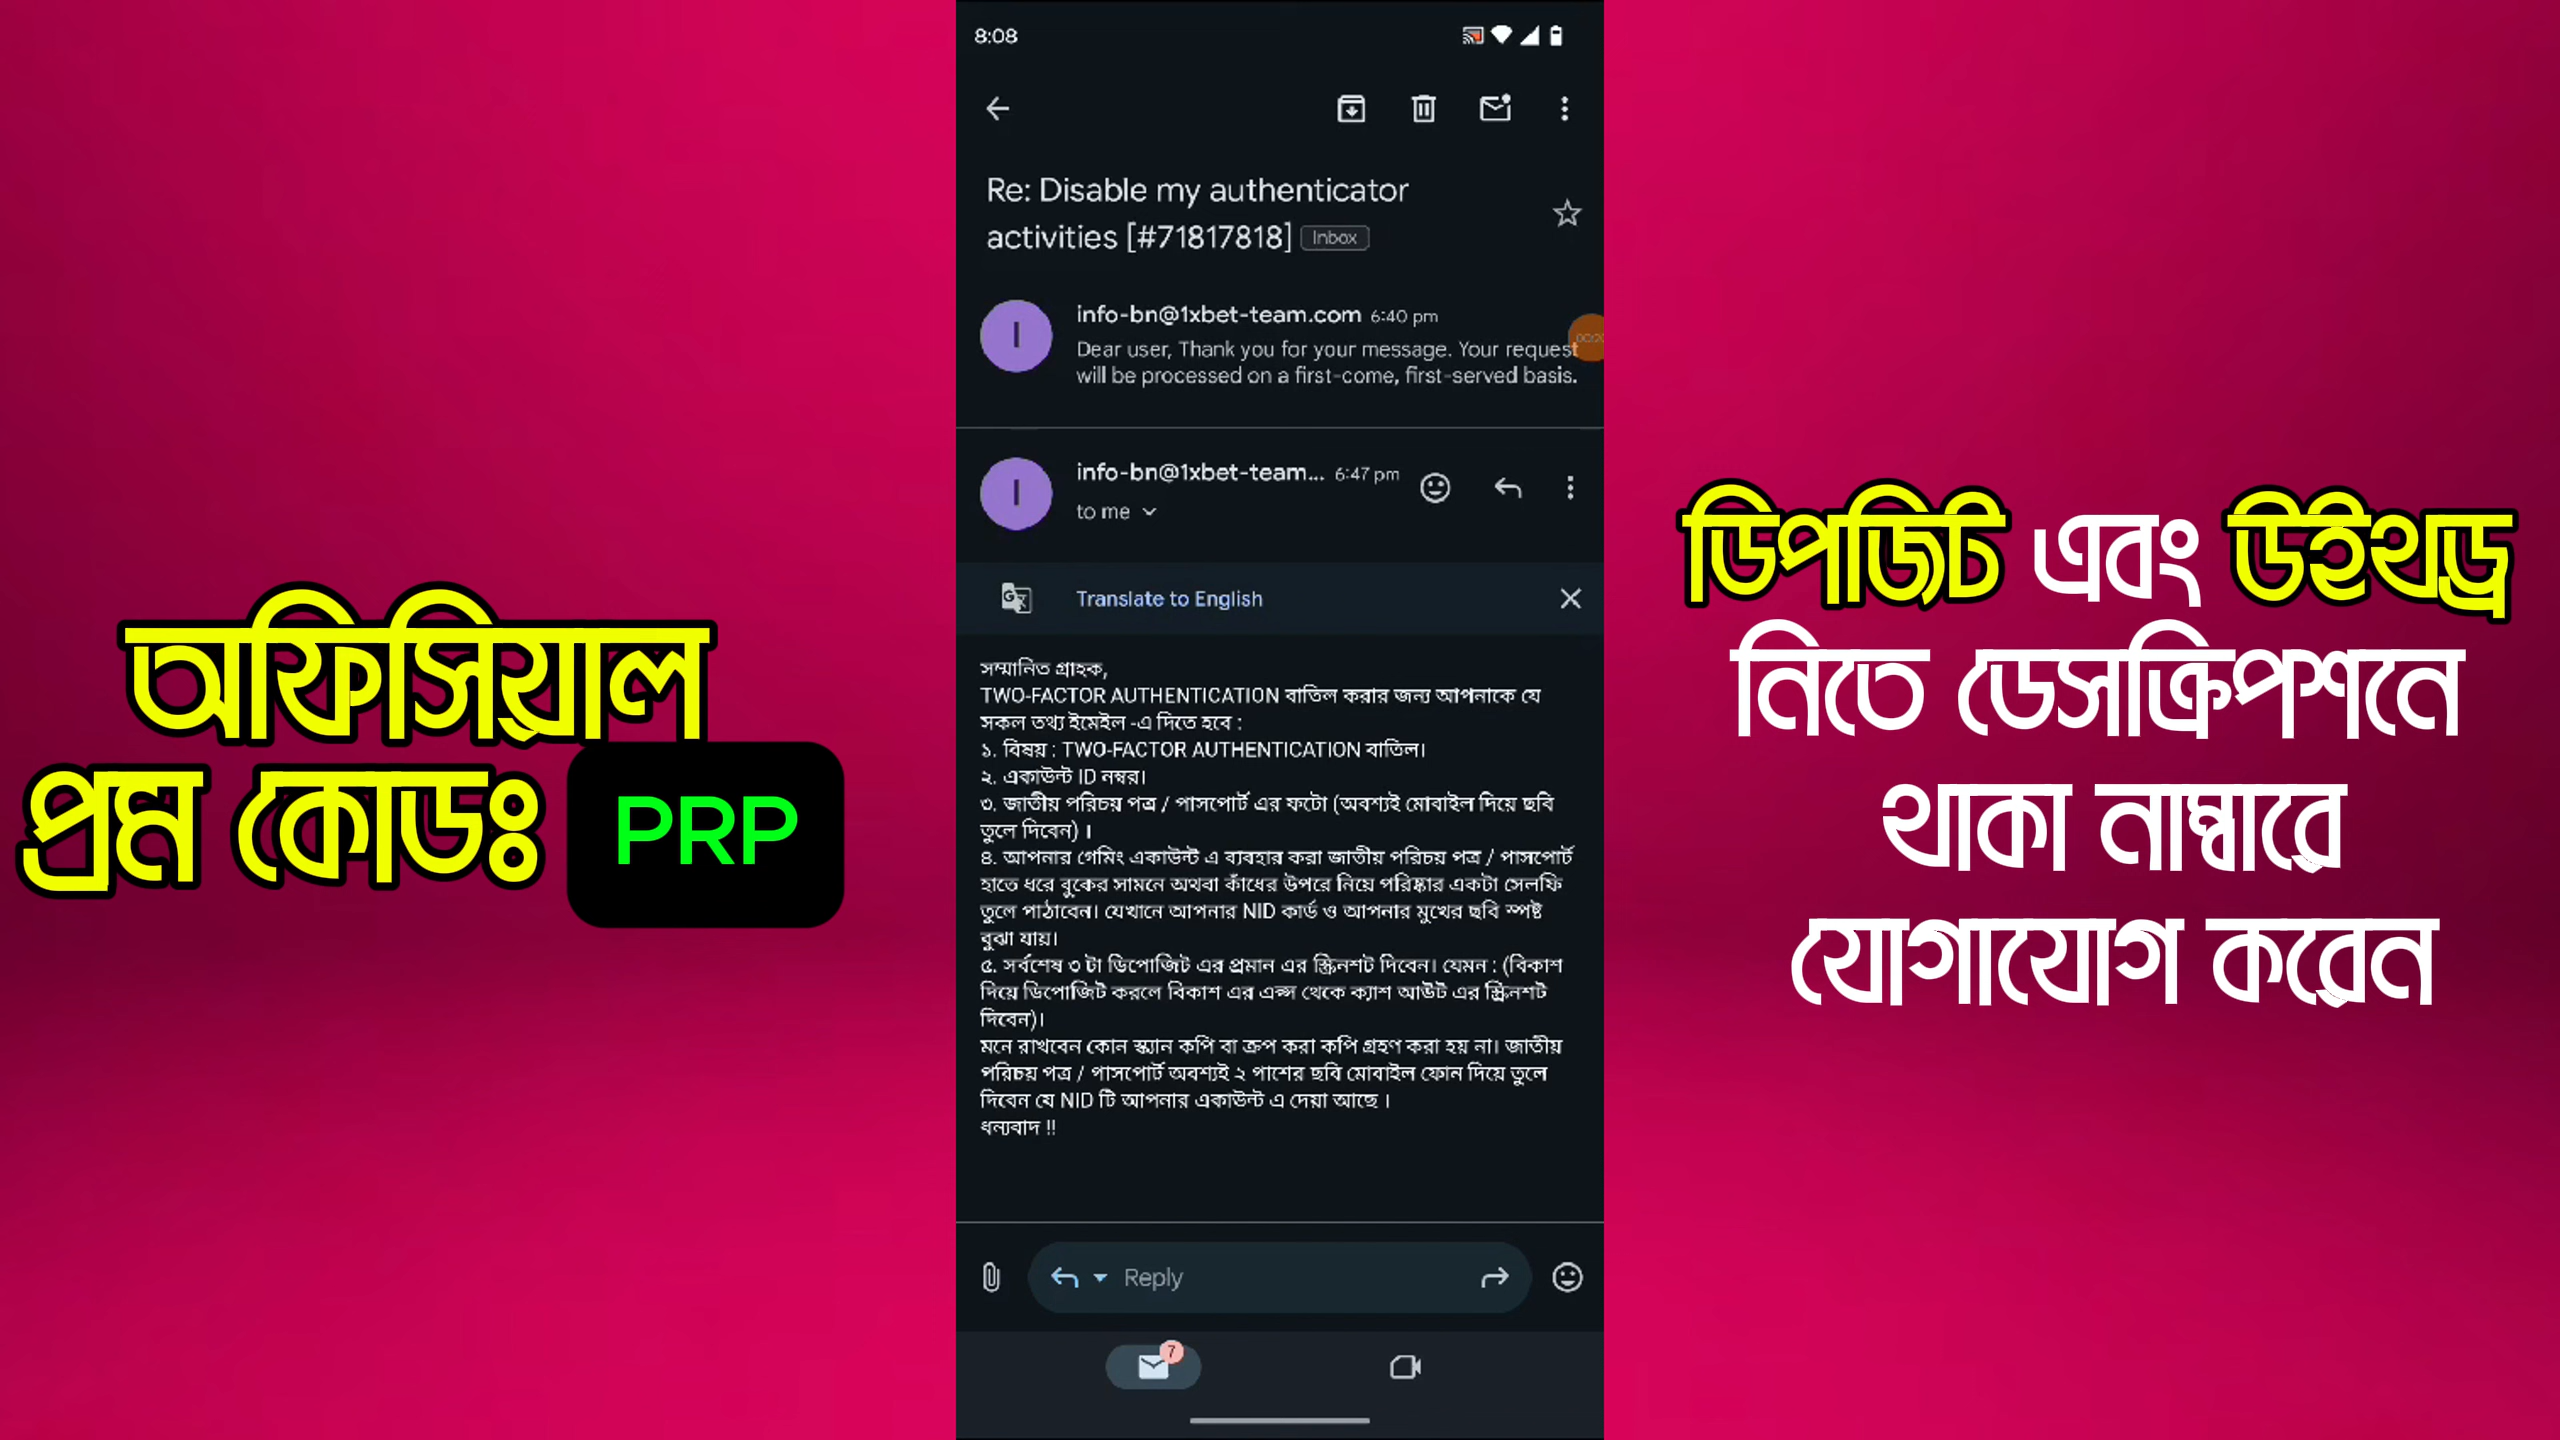 অফিসিয়াল
প্রম কোডঃ PRP
8:08
Re: Disable my authenticator
activities [#71817818] Inbox
info-bn@1xbet-team.com 6:40 pm
Dear user, Thank you for your message. Your request
will be processed on a first-come, first-served basis.
info-bn@1xbet-team... 6:47 pm
to me
Translate to English
সম্মানিত গ্রাহক,
TWO-FACTOR AUTHENTICATION বাতিল করার জন্য আপনাকে যে
সকল তথ্য ইমেইল -এ দিতে হবে :
১. বিষয় : TWO-FACTOR AUTHENTICATION বাতিল।
২. একাউন্ট ID নম্বর।
৩. জাতীয় পরিচয় পত্র / পাসপোর্ট এর ফটো (অবশ্যই মোবাইল দিয়ে ছবি
তুলে দিবেন) ।
৪. আপনার গেমিং একাউন্ট এ ব্যবহার করা জাতীয় পরিচয় পত্র / পাসপোর্ট
হাতে ধরে বুকের সামনে অথবা কাঁধের উপরে নিয়ে পরিষ্কার একটা সেলফি
তুলে পাঠাবেন। যেখানে আপনার NID কার্ড ও আপনার মুখের ছবি স্পষ্ট
বুঝা যায়।
৫. সর্বশেষ ৩ টা ডিপোজিট এর প্রমান এর স্ক্রিনশট দিবেন। যেমন : (বিকাশ
দিয়ে ডিপোজিট করলে বিকাশ এর এপ্স থেকে ক্যাশ আউট এর স্ক্রিনশট
দিবেন)।
মনে রাখবেন কোন স্ক্যান কপি বা ক্রপ করা কপি গ্রহণ করা হয় না। জাতীয়
পরিচয় পত্র / পাসপোর্ট অবশ্যই ২ পাশের ছবি মোবাইল ফোন দিয়ে তুলে
দিবেন যে NID টি আপনার একাউন্ট এ দেয়া আছে ।
ধন্যবাদ !!
Reply
7
ডিপজিট এবং উইথড্র
নিতে ডেসক্রিপশনে
থাকা নাম্বারে
যোগাযোগ করেন